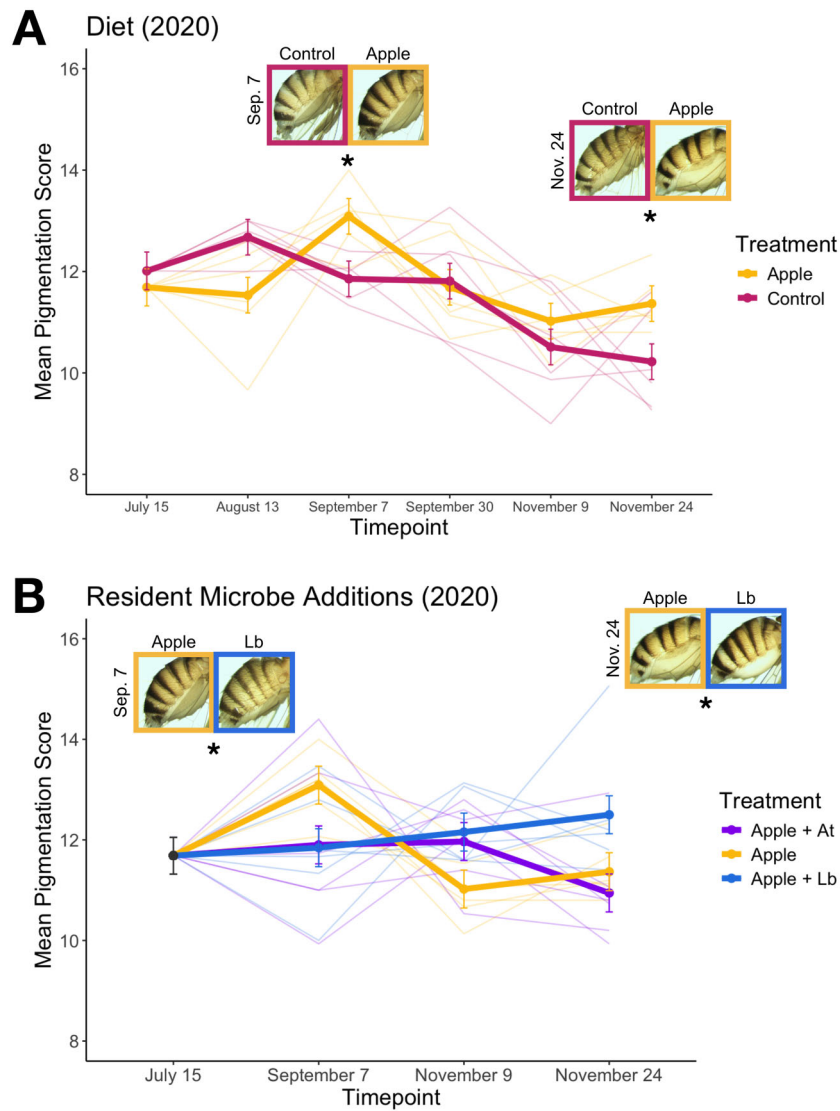 A
Diet (2020)
Mean Pigmentation Score
16
14
12
10
8
Control Apple
Sep. 7
*
Control Apple
Nov. 24
*
Treatment
Apple
Control
July 15 August 13 September 7 September 30 November 9 November 24
Timepoint
B
Resident Microbe Additions (2020)
Mean Pigmentation Score
16
14
12
10
8
Apple Lb
Sep. 7
*
Apple Lb
Nov. 24
*
Treatment
Apple + At
Apple
Apple + Lb
July 15 September 7 November 9 November 24
Timepoint